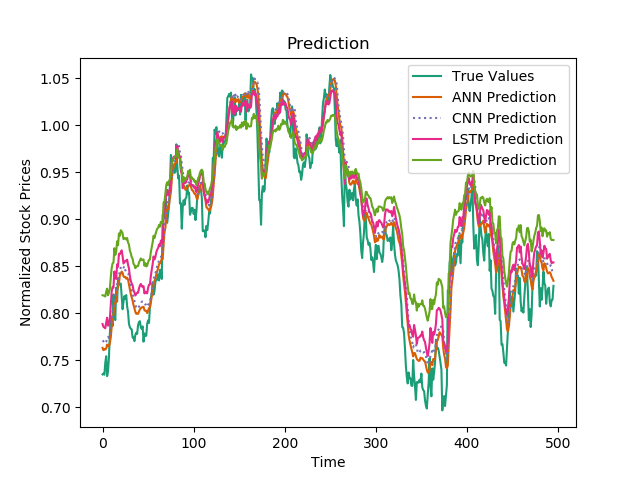 Prediction
True Values
ANN Prediction
CNN Prediction
LSTM Prediction
GRU Prediction
Normalized Stock Prices
1.05
1.00
0.95
0.90
0.85
0.80
0.75
0.70
0 100 200 300 400 500
Time